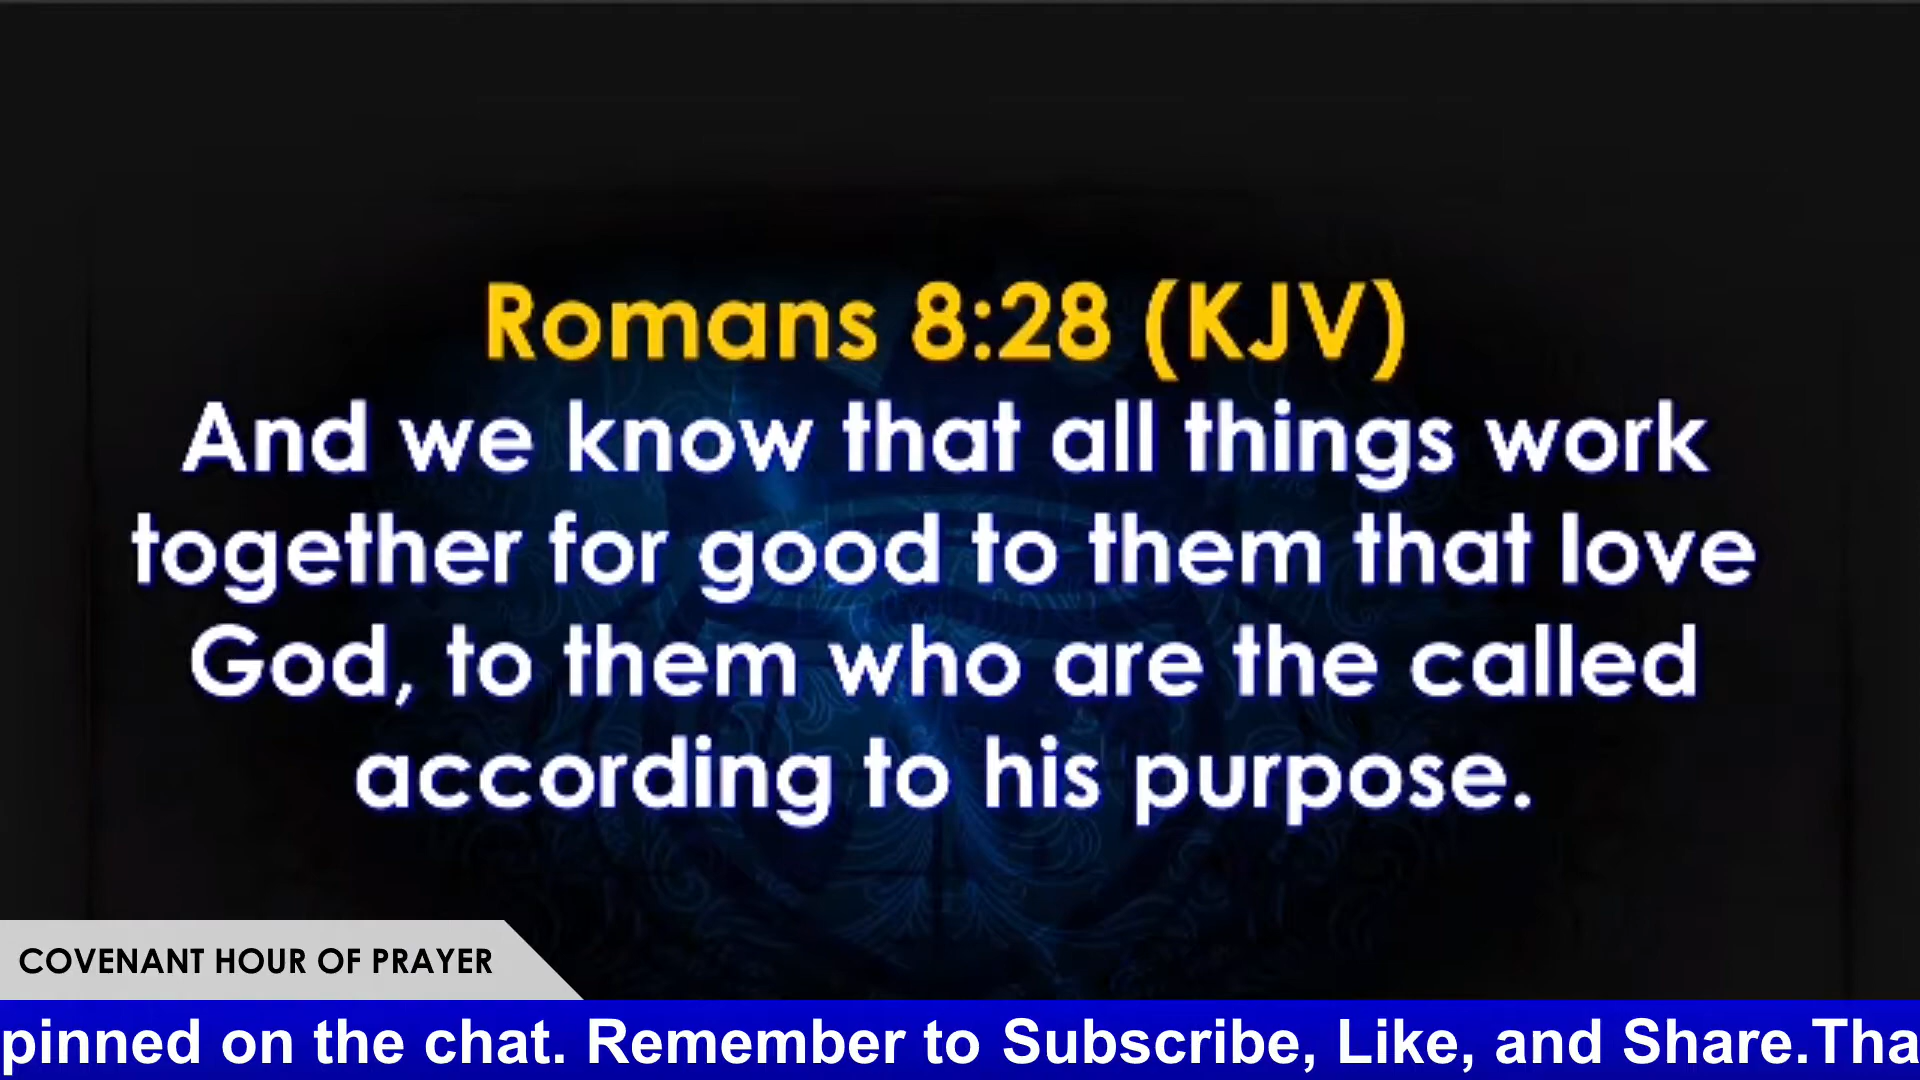 Romans 8:28 (KJV)
And we know that all things work
together for good to them that love
God, to them who are the called
according to his purpose.
COVENANT HOUR OF PRAYER
pinned on the chat. Remember to Subscribe, Like, and Share.Tha